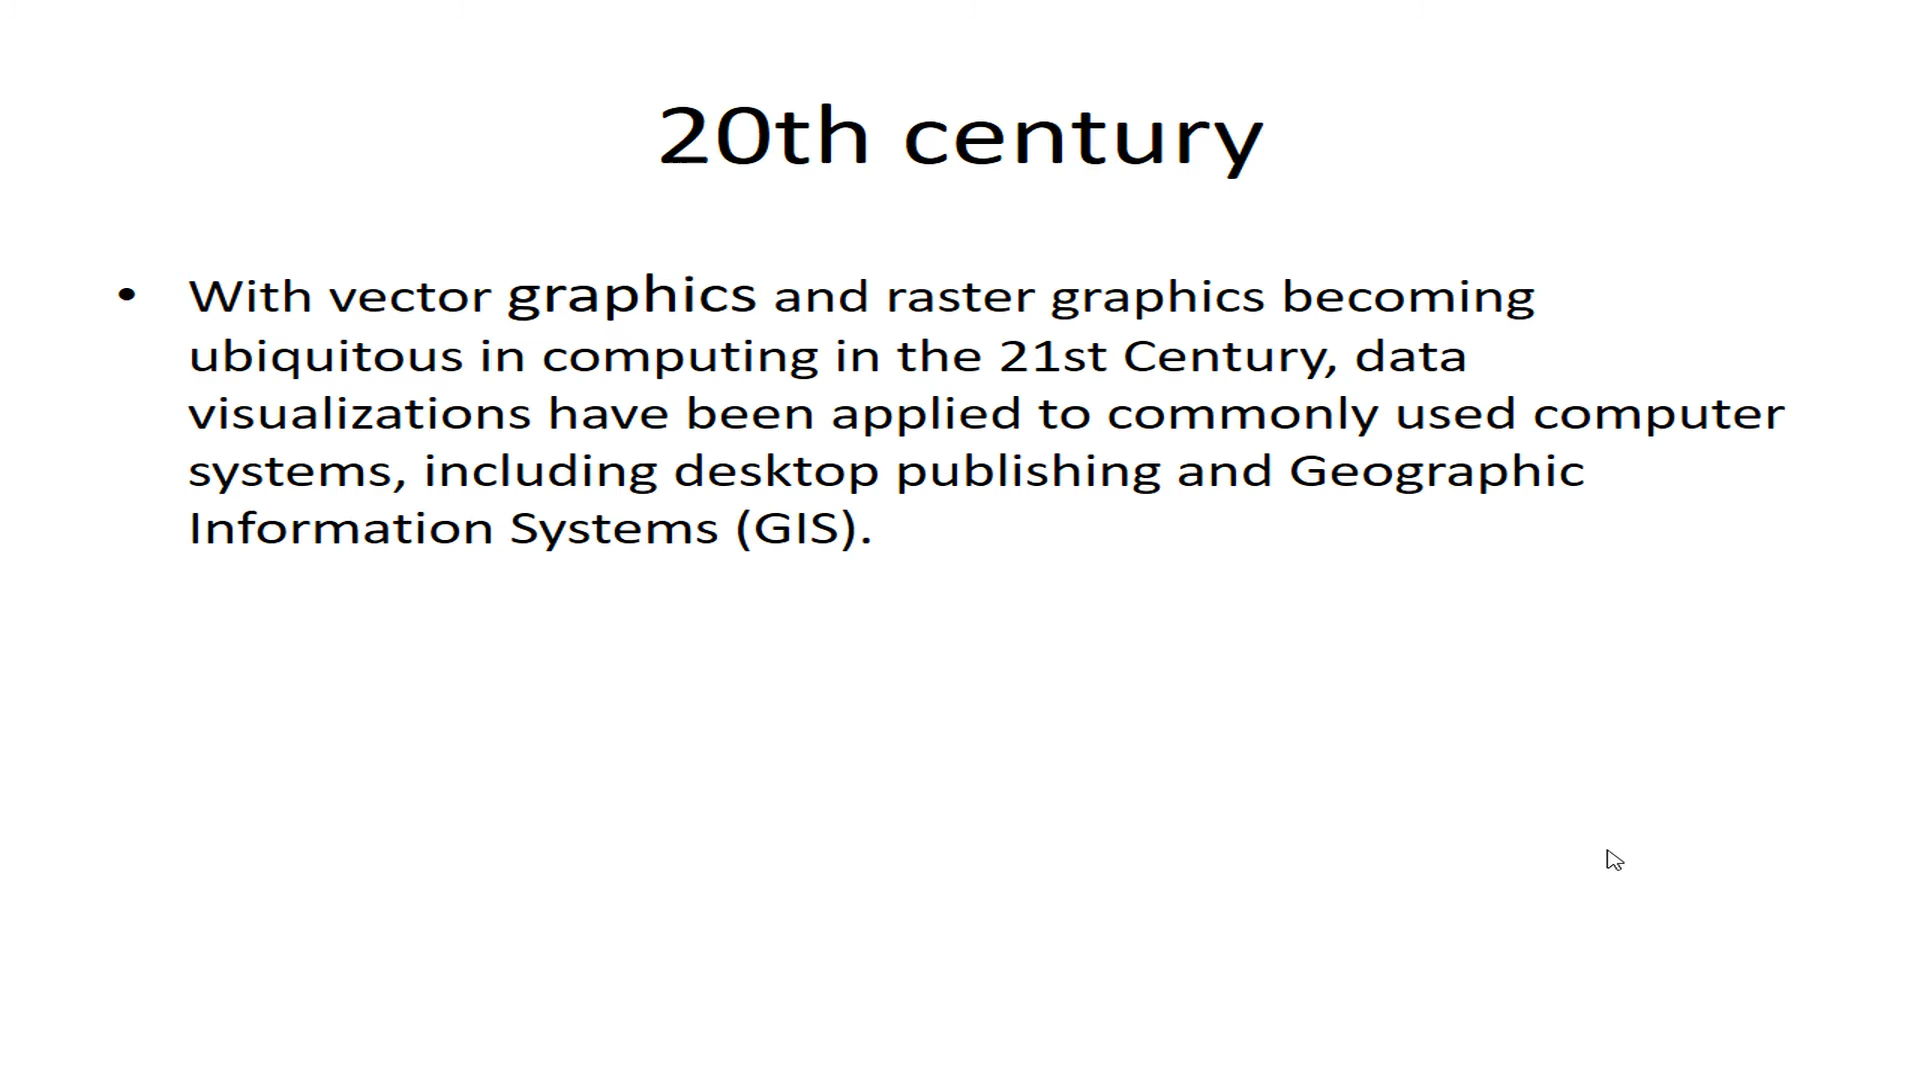 20th century
• With vector graphics and raster graphics becoming
ubiquitous in computing in the 21st Century, data
visualizations have been applied to commonly used computer
systems, including desktop publishing and Geographic
Information Systems (GIS).